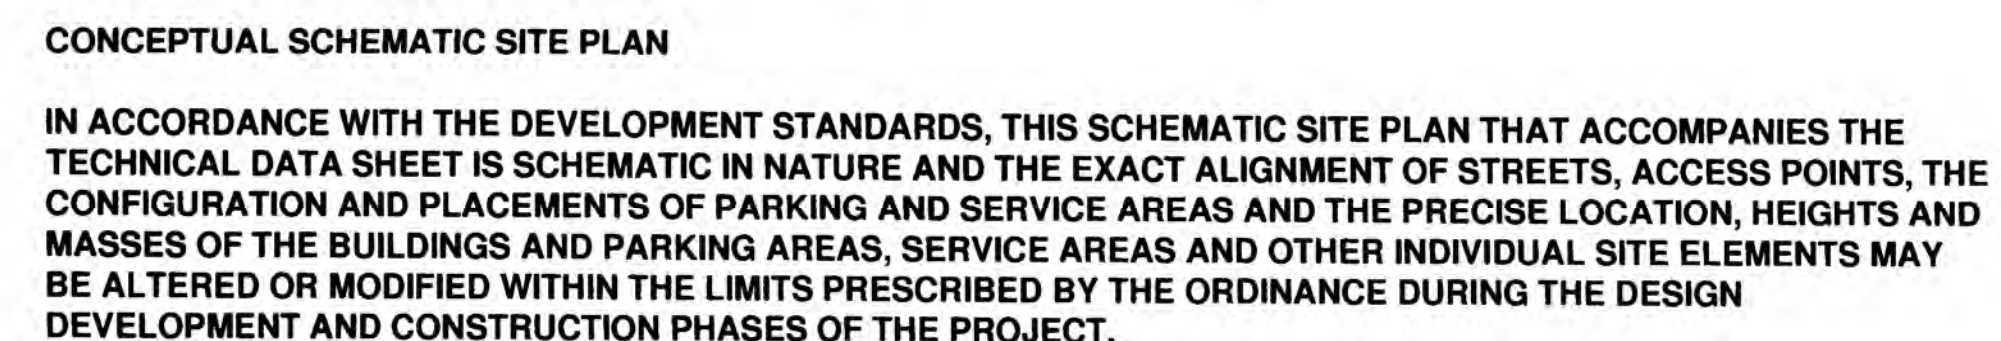 CONCEPTUAL SCHEMATIC SITE PLAN
IN ACCORDANCE WITH THE DEVELOPMENT STANDARDS, THIS SCHEMATIC SITE PLAN THAT ACCOMPANIES THE
TECHNICAL DATA SHEET IS SCHEMATIC IN NATURE AND THE EXACT ALIGNMENT OF STREETS, ACCESS POINTS, THE
CONFIGURATION AND PLACEMENTS OF PARKING AND SERVICE AREAS AND THE PRECISE LOCATION, HEIGHTS AND
MASSES OF THE BUILDINGS AND PARKING AREAS, SERVICE AREAS AND OTHER INDIVIDUAL SITE ELEMENTS MAY
BE ALTERED OR MODIFIED WITHIN THE LIMITS PRESCRIBED BY THE ORDINANCE DURING THE DESIGN
DEVELOPMENT AND CONSTRUCTION PHASES OF THE PROJECT.